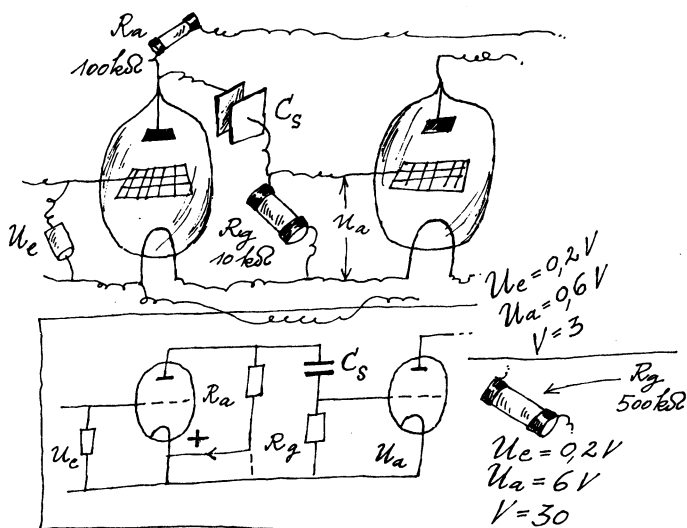 Ra
100kΩ
Cs
Ue
Rg
10kΩ
Ua
Ue=0,2V
Ua=0,6V
V=3
Ra
Cs
Ue
+
Rg
Ua
Rg
500kΩ
Ue=0,2V
Ua=6V
V=30